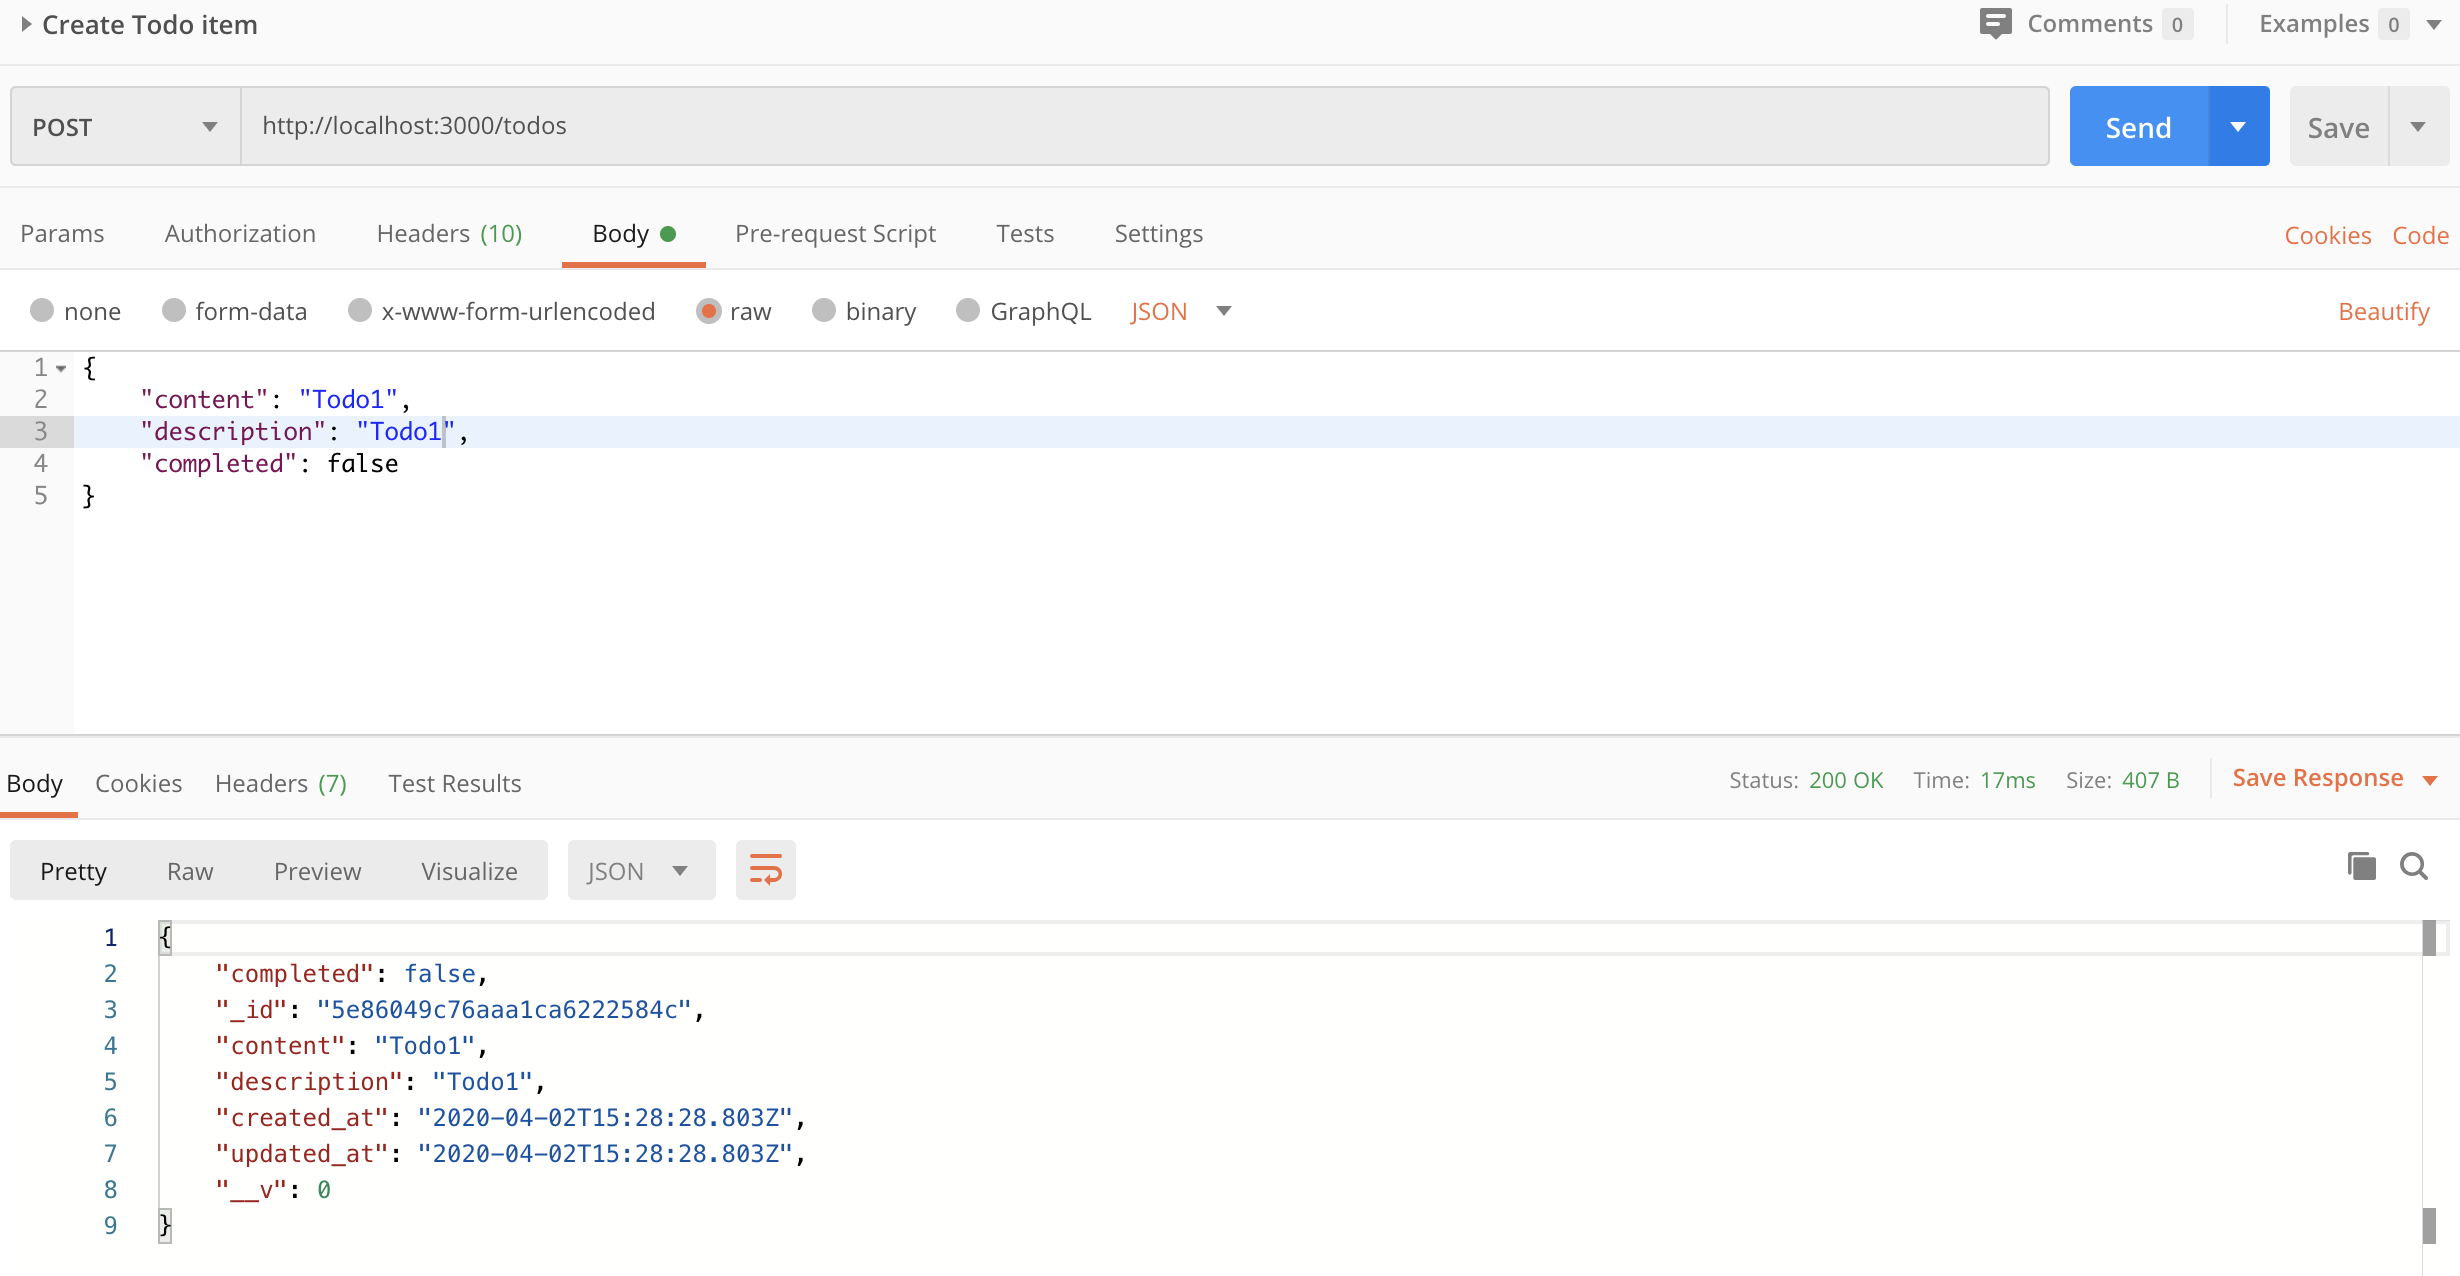 Create Todo item Comments 0 Examples 0
POST http://localhost:3000/todos Send Save
Params Authorization Headers (10) Body Pre-request Script Tests Settings Cookies Code
none form-data x-www-form-urlencoded raw binary GraphQL JSON Beautify
1 {
2 "content": "Todo1",
3 "description": "Todo1",
4 "completed": false
5 }
Body Cookies Headers (7) Test Results Status: 200 OK Time: 17ms Size: 407 B Save Response
Pretty Raw Preview Visualize JSON
1 {
2 "completed": false,
3 "_id": "5e86049c76aaa1ca6222584c",
4 "content": "Todo1",
5 "description": "Todo1",
6 "created_at": "2020-04-02T15:28:28.803Z",
7 "updated_at": "2020-04-02T15:28:28.803Z",
8 "__v": 0
9 }